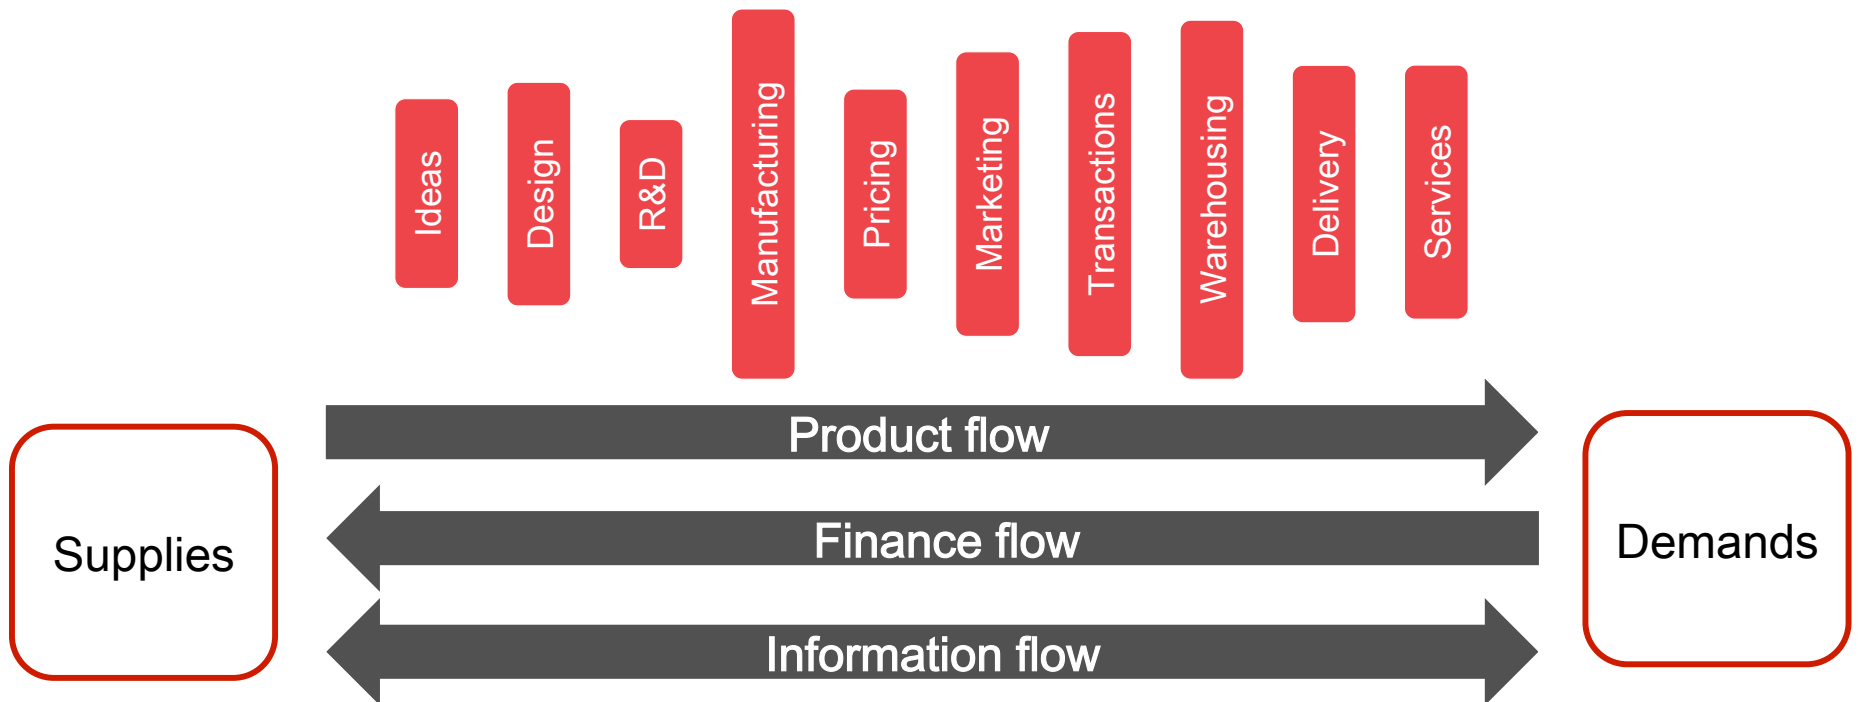 Ideas
Design
R&D
Manufacturing
Pricing
Marketing
Transactions
Warehousing
Delivery
Services
Product flow
Supplies
Finance flow
Demands
Information flow